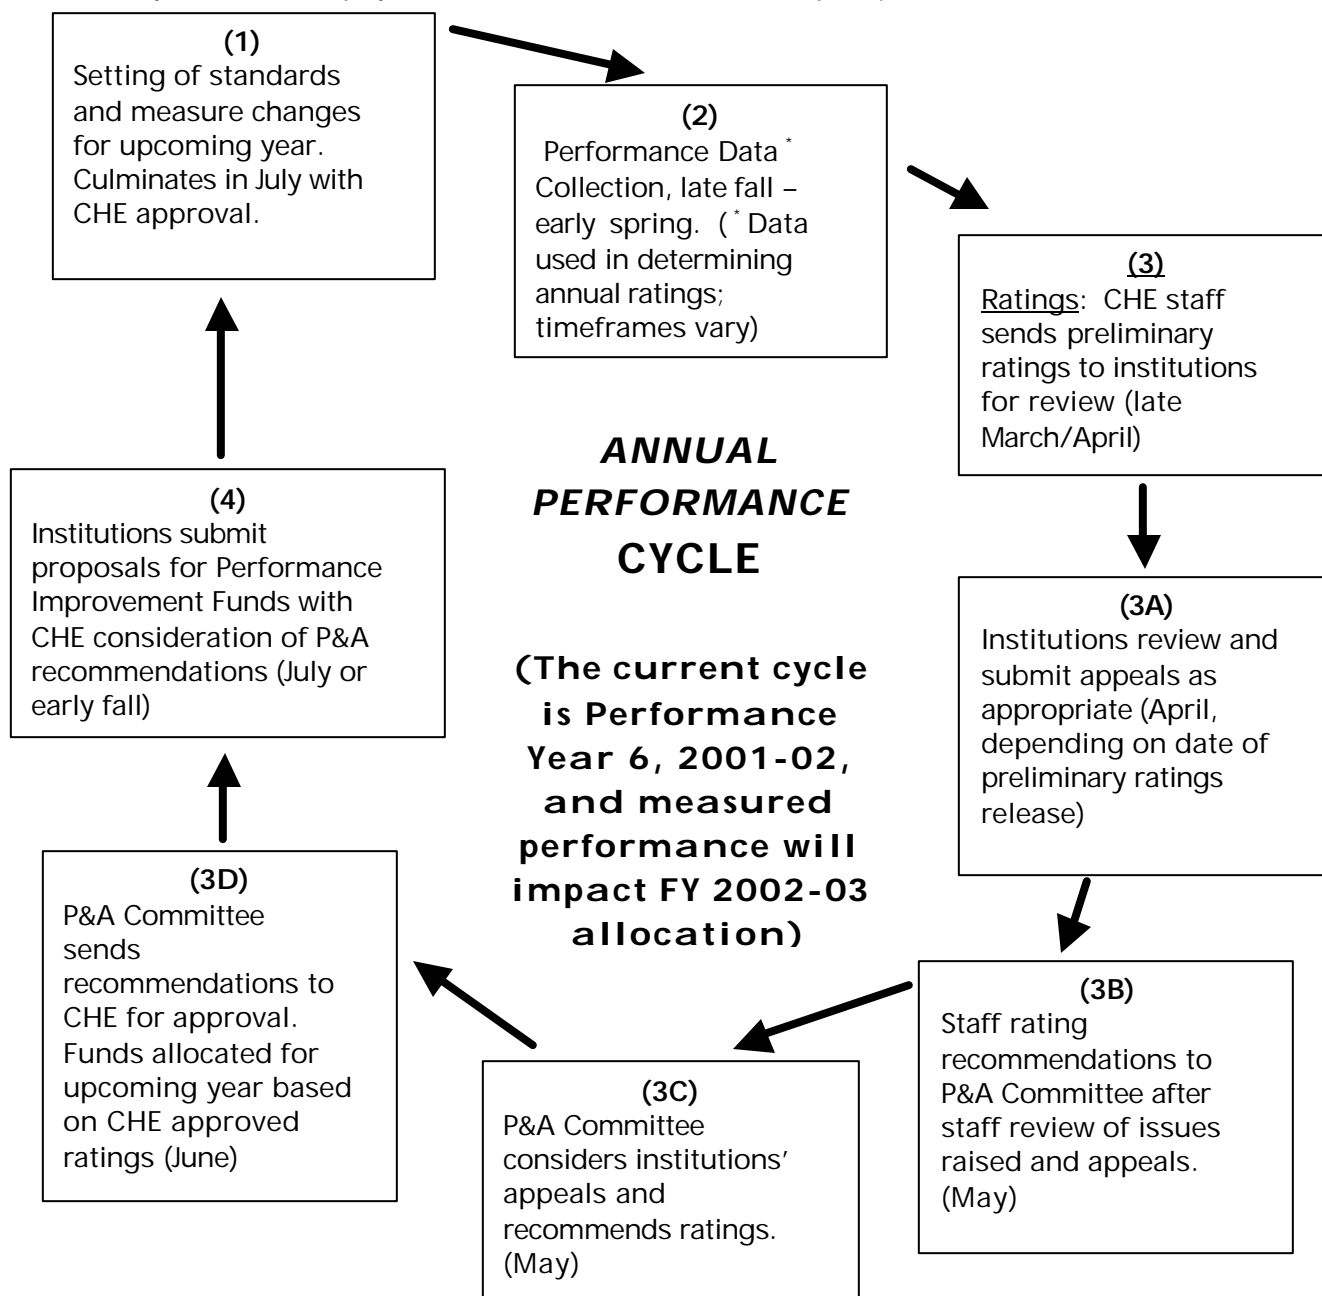 (1)
Setting of standards
and measure changes
for upcoming year.
Culminates in July with
CHE approval.
(2)
Performance Data *
Collection, late fall –
early spring. ( * Data
used in determining
annual ratings;
timeframes vary)
(3)
Ratings: CHE staff
sends preliminary
ratings to institutions
for review (late
March/April)
(3A)
Institutions review and
submit appeals as
appropriate (April,
depending on date of
preliminary ratings
release)
(3B)
Staff rating
recommendations to
P&A Committee after
staff review of issues
raised and appeals.
(May)
(3C)
P&A Committee
considers institutions’
appeals and
recommends ratings.
(May)
(3D)
P&A Committee
sends
recommendations to
CHE for approval.
Funds allocated for
upcoming year based
on CHE approved
ratings (June)
(4)
Institutions submit
proposals for Performance
Improvement Funds with
CHE consideration of P&A
recommendations (July or
early fall)
ANNUAL
PERFORMANCE
CYCLE
(The current cycle
is Performance
Year 6, 2001-02,
and measured
performance will
impact FY 2002-03
allocation)